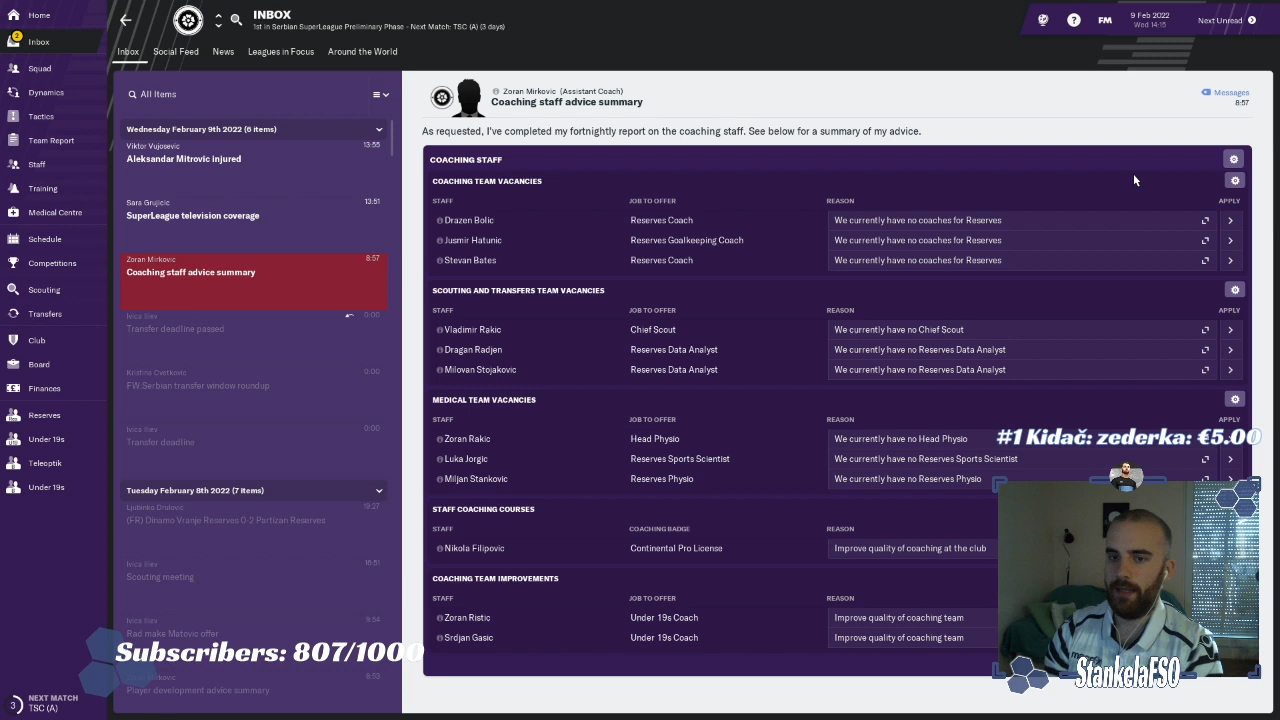 INBOX
1st in Serbian SuperLeague Preliminary Phase - Next Match: TSC (A) (3 days)
FM
9 Feb 2022
Wed 14:15
Next Unread
Home
2
Inbox
Squad
Dynamics
Tactics
Team Report
Staff
Training
Medical Centre
Schedule
Competitions
Scouting
Transfers
Club
Board
Finances
Reserves
Under 19s
Teleoptik
Under 19s
3
NEXT MATCH
TSC (A)
Inbox Social Feed News Leagues in Focus Around the World
All Items
Wednesday February 9th 2022 (6 items)
Viktor Vujosevic 13:55
Aleksandar Mitrovic injured
Sara Grujicic 13:51
SuperLeague television coverage
Zoran Mirkovic 8:57
Coaching staff advice summary
Ivica Iliev 0:00
Transfer deadline passed
Kristina Cvetkovic 0:00
FW Serbian transfer window roundup
Ivica Iliev 0:00
Transfer deadline
Tuesday February 8th 2022 (7 items)
Ljubinko Drulovic 19:27
(FR) Dinamo Vranje Reserves 0-2 Partizan Reserves
Ivica Iliev 16:51
Scouting meeting
Ivica Iliev 9:54
Rad make Matovic offer
8:53
Player development advice summary
Subscribers: 807/1000
Zoran Mirkovic (Assistant Coach)
Coaching staff advice summary
Messages
8:57
As requested, I've completed my fortnightly report on the coaching staff. See below for a summary of my advice.
COACHING STAFF
COACHING TEAM VACANCIES
STAFF JOB TO OFFER REASON APPLY
Drazen Bolic Reserves Coach We currently have no coaches for Reserves
Jusmir Hatunic Reserves Goalkeeping Coach We currently have no coaches for Reserves
Stevan Bates Reserves Coach We currently have no coaches for Reserves
SCOUTING AND TRANSFERS TEAM VACANCIES
STAFF JOB TO OFFER REASON APPLY
Vladimir Rakic Chief Scout We currently have no Chief Scout
Dragan Radjen Reserves Data Analyst We currently have no Reserves Data Analyst
Milovan Stojakovic Reserves Data Analyst We currently have no Reserves Data Analyst
MEDICAL TEAM VACANCIES
STAFF JOB TO OFFER REASON APPLY
Zoran Rakic Head Physio We currently have no Head Physio
Luka Jorgic Reserves Sports Scientist We currently have no Reserves Sports Scientist
Miljan Stankovic Reserves Physio We currently have no Reserves Physio
STAFF COACHING COURSES
STAFF COACHING BADGE REASON
Nikola Filipovic Continental Pro License Improve quality of coaching at the club
COACHING TEAM IMPROVEMENTS
STAFF JOB TO OFFER REASON
Zoran Ristic Under 19s Coach Improve quality of coaching team
Srdjan Gasic Under 19s Coach Improve quality of coaching team
#1 Kidac: zederka: €5.00